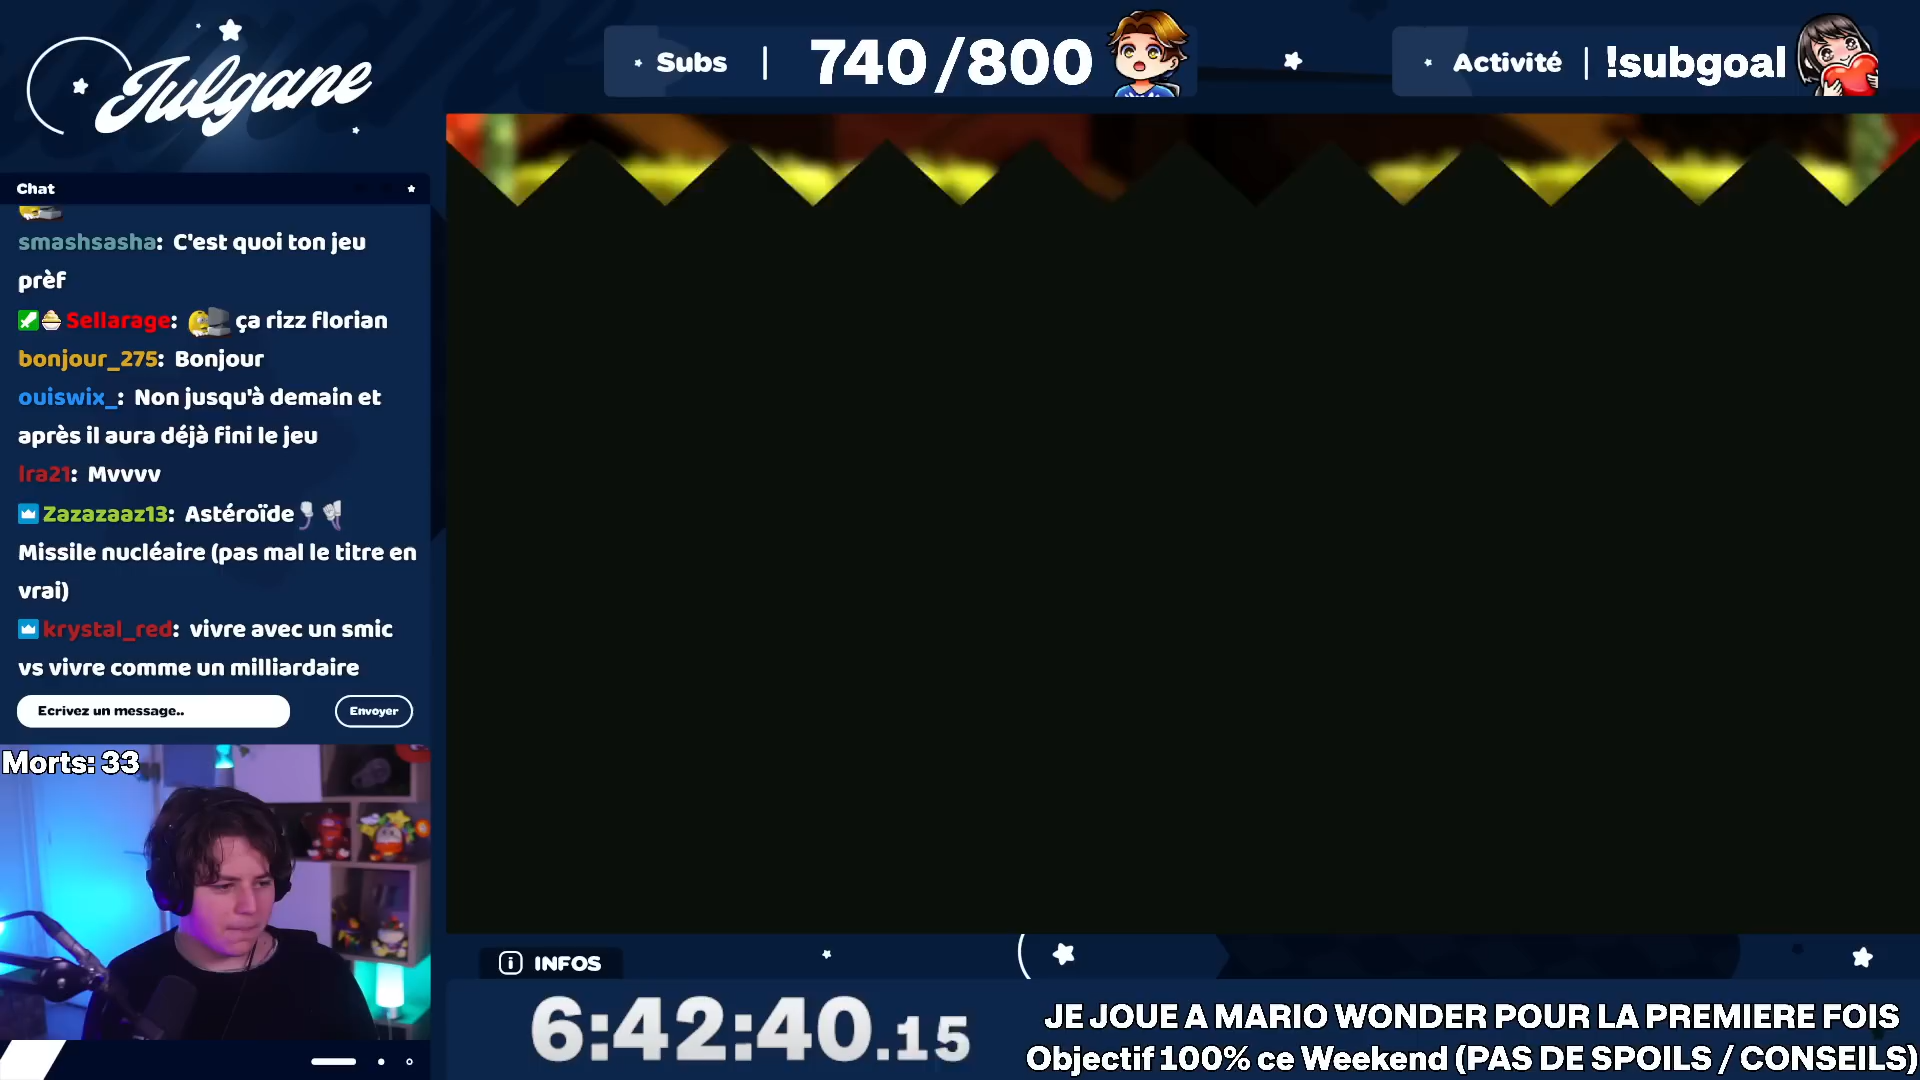 Julgane
Subs | 740/800
Activité | !subgoal
Chat
smashsasha: C'est quoi ton jeu
prèf
Sellarage: ça rizz florian
bonjour_275: Bonjour
ouiswix_: Non jusqu'à demain et
après il aura déjà fini le jeu
lra21: Mvvvv
Zazazaaz13: Astéroïde
Missile nucléaire (pas mal le titre en
vrai)
krystal_red: vivre avec un smic
vs vivre comme un milliardaire
Ecrivez un message..
Envoyer
Morts: 33
INFOS
6:42:40.15
JE JOUE A MARIO WONDER POUR LA PREMIERE FOIS
Objectif 100% ce Weekend (PAS DE SPOILS / CONSEILS)